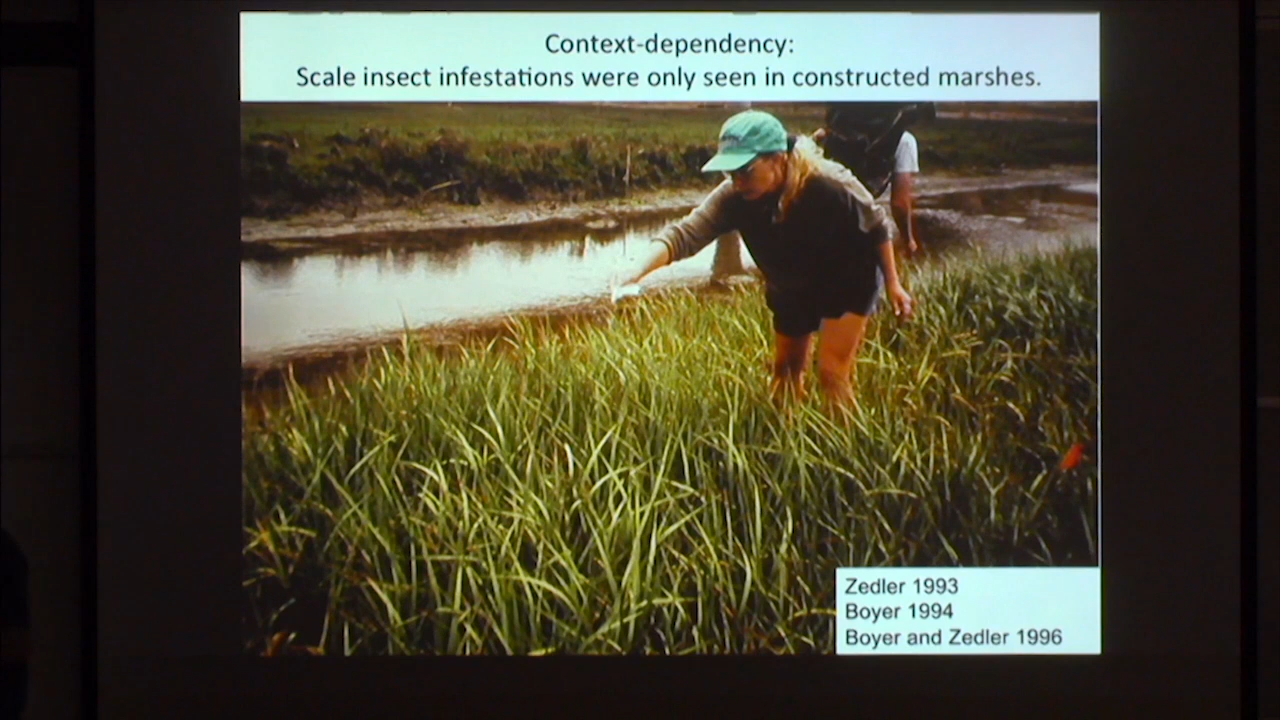 Context-dependency:
Scale insect infestations were only seen in constructed marshes.
Zedler 1993
Boyer 1994
Boyer and Zedler 1996